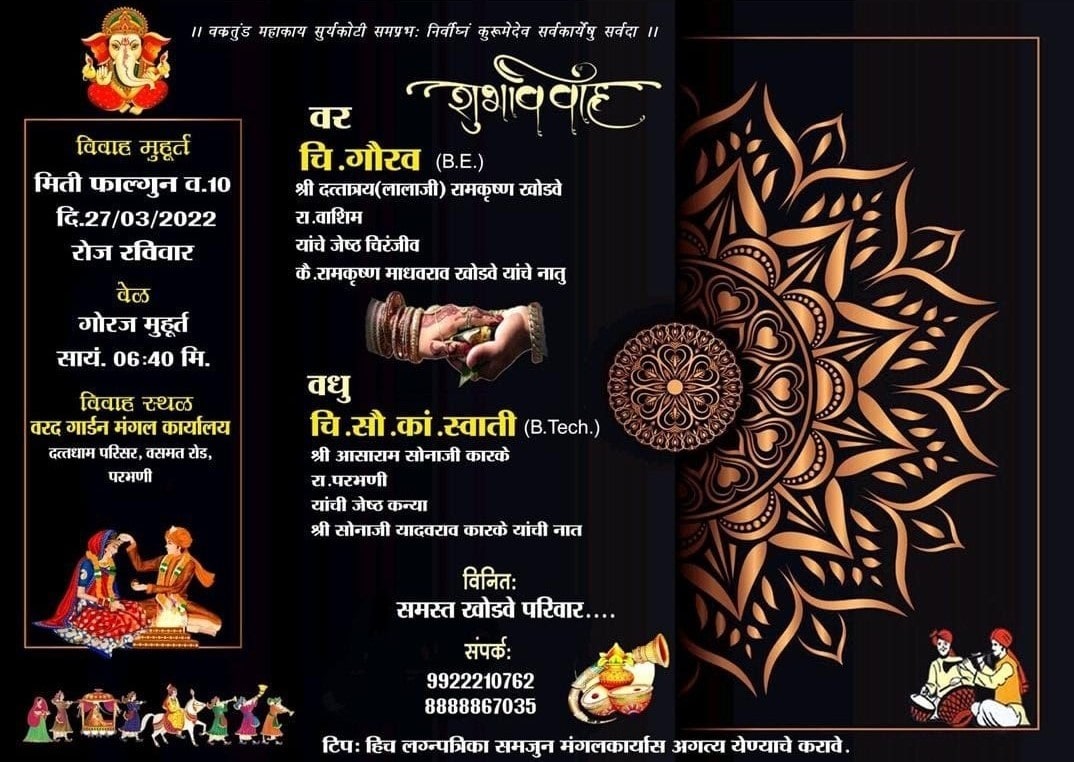 ।। वकतुंड महाकाय सुर्यकोटी समप्रभः निर्वीघ्नं कुरूमेदेव सर्वकार्येषु सर्वदा ।।
शुभविवाह
विवाह मुहूर्त
मिती फाल्गुन व.10
दि.27/03/2022
रोज रविवार
वेळ
गोरज मुहूर्त
सायं. 06:40 मि.
विवाह स्थळ
वरद गार्डन मंगल कार्यालय
दत्तधाम परिसर, वसमत रोड,
परभणी
वर
चि.गौरव (B.E.)
श्री दत्तात्रय(लालाजी) रामकृष्ण खोडवे
रा.वाशिम
यांचे जेष्ठ चिरंजीव
कै.रामकृष्ण माधवराव खोडवे यांचे नातु
वधु
चि.सौ.कां.स्वाती (B.Tech.)
श्री आसाराम सोनाजी कारके
रा.परभणी
यांची जेष्ठ कन्या
श्री सोनाजी यादवराव कारके यांची नात
विनितः
समस्त खोडवे परिवार....
संपर्क:
9922210762
8888867035
टिपः हिच लग्नपत्रिका समजुन मंगलकार्यास अगत्य येण्याचे करावे.